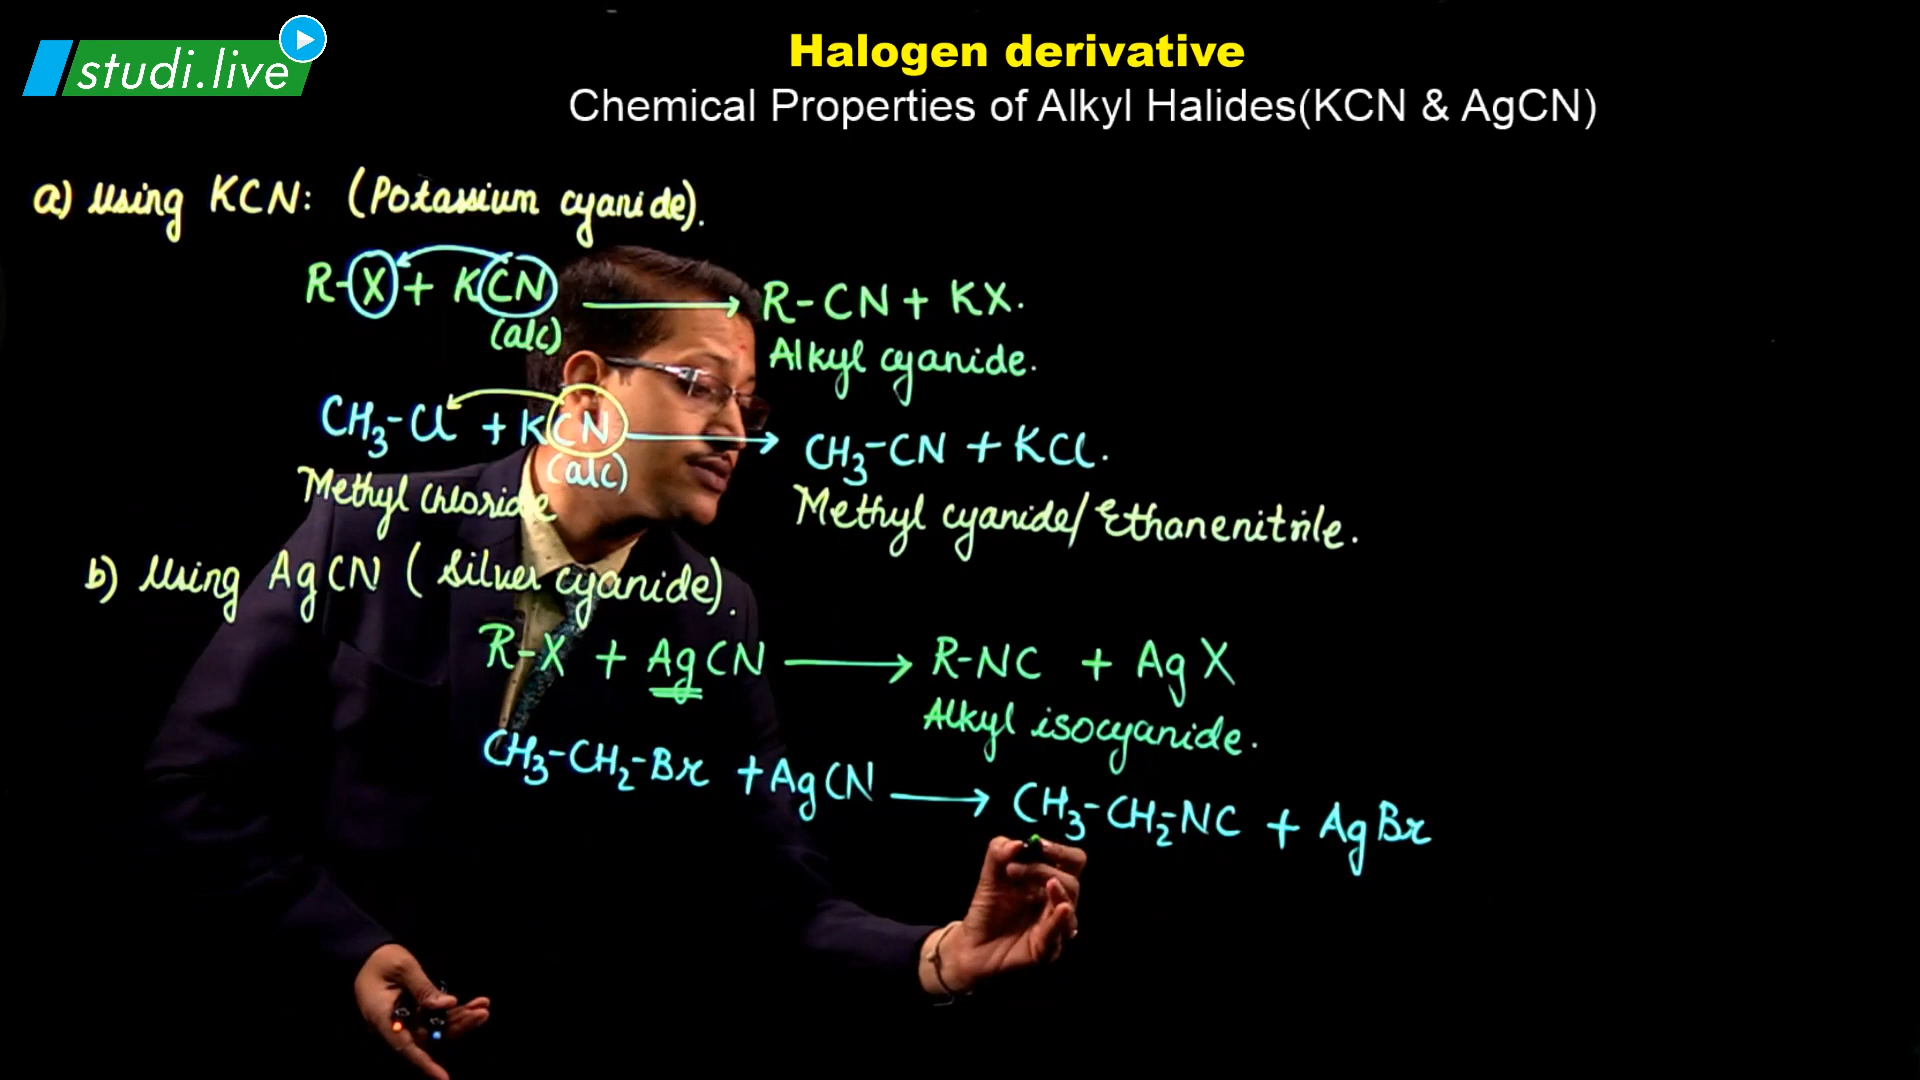 studi.live
Halogen derivative
Chemical Properties of Alkyl Halides(KCN & AgCN)
a) Using KCN: (Potassium cyanide).
R-X + KCN ⟶ R-CN + KX.
(alc) Alkyl cyanide.
CH₃-Cl + KCN ⟶ CH₃-CN + KCl.
(alc)
Methyl Chloride Methyl cyanide/Ethanenitrile.
b) Using AgCN (Silver cyanide).
R-X + AgCN ⟶ R-NC + AgX
Alkyl isocyanide.
CH₃-CH₂-Br + AgCN ⟶ CH₃-CH₂-NC + AgBr